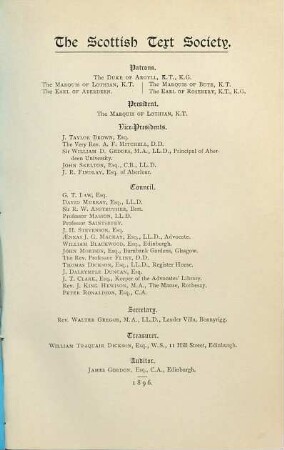 The Scottish Text Society.
Patrons.
The Duke of Argyll, K.T., K.G.
The Marquis of Lothian, K.T. | The Marquis of Bute, K.T.
The Earl of Aberdeen. | The Earl of Rosebery, K.T., K.G.
President.
The Marquis of Lothian, K.T.
Vice-Presidents.
J. Taylor Brown, Esq.
The Very Rev. A. F. Mitchell, D.D.
Sir William D. Geddes, M.A., LL.D., Principal of Aber-
deen University.
John Skelton, Esq., C.B., LL.D.
J. R. Findlay, Esq. of Aberlour.
Council.
G. T. Law, Esq.
David Murray, Esq., LL.D.
Sir R. W. Anstruther, Bart.
Professor Masson, LL.D.
Professor Saintsbury.
J. H. Stevenson, Esq.
Æneas J. G. Mackay, Esq., LL.D., Advocate.
William Blackwood, Esq., Edinburgh.
John Morison, Esq., Dumbreck Gardens, Glasgow.
The Rev. Professor Flint, D.D.
Thomas Dickson, Esq., LL.D., Register House.
J. Dalrymple Duncan, Esq.
J. T. Clark, Esq., Keeper of the Advocates' Library.
Rev. J. King Hewison, M.A., The Manse, Rothesay.
Peter Ronaldson, Esq., C.A.
Secretary.
Rev. Walter Gregor, M.A., LL.D., Lauder Villa, Bonnyrigg.
Treasurer.
William Traquair Dickson, Esq., W.S., 11 Hill Street, Edinburgh.
Auditor.
James Gordon, Esq., C.A., Edinburgh.
1896.